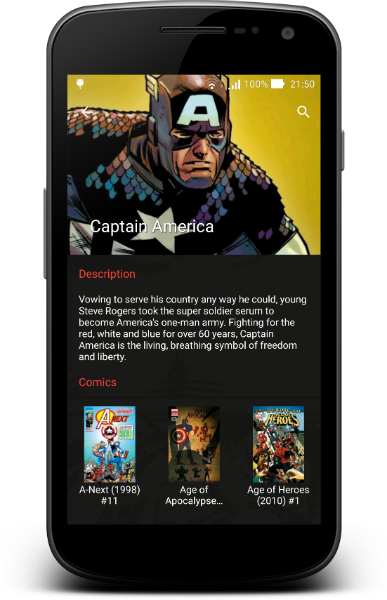 100% 21:50
A
Captain America
Description
Vowing to serve his country any way he could, young
Steve Rogers took the super soldier serum to
become America's one-man army. Fighting for the
red, white and blue for over 60 years, Captain
America is the living, breathing symbol of freedom
and liberty.
Comics
A-NEXT
HEROES
A-Next (1998)
#11
Age of
Apocalypse...
Age of Heroes
(2010) #1